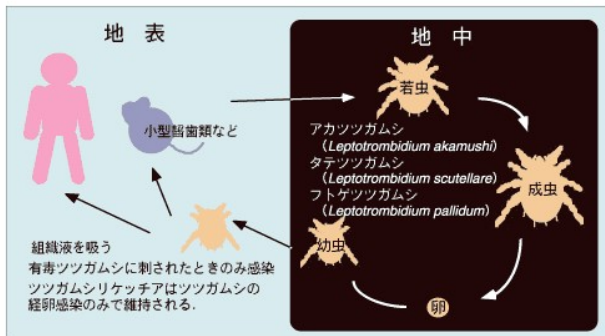 地 表
地 中
若虫
小型齧歯類など
アカツツガムシ
（Leptotrombidium akamushi）
タテツツガムシ
（Leptotrombidium scutellare）
フトゲツツガムシ
（Leptotrombidium pallidum）
成虫
幼虫
卵
組織液を吸う
有毒ツツガムシに刺されたときのみ感染
ツツガムシリケッチアはツツガムシの
経卵感染のみで維持される.